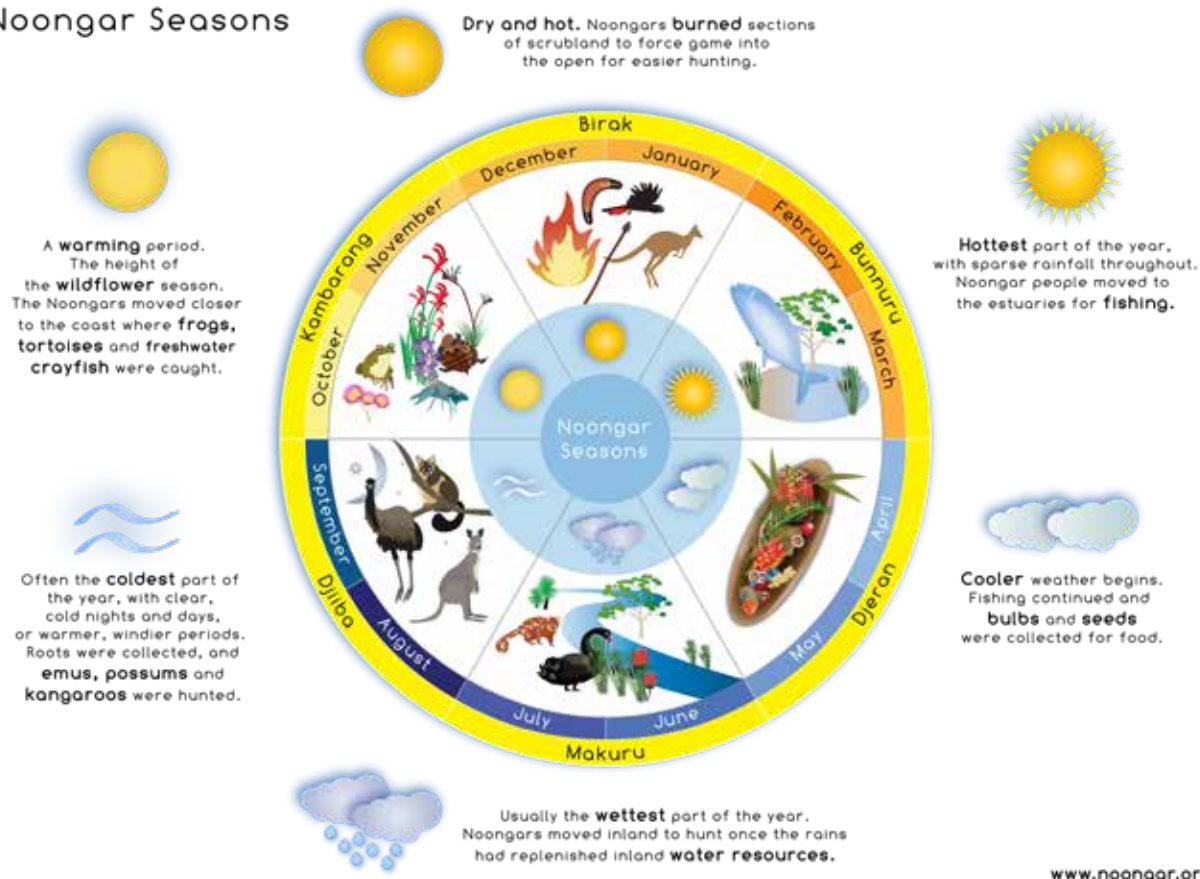 Noongar Seasons
Dry and hot. Noongars burned sections
of scrubland to force game into
the open for easier hunting.
A warming period.
The height of
the wildflower season.
The Noongars moved closer
to the coast where frogs,
tortoises and freshwater
crayfish were caught.
Hottest part of the year,
with sparse rainfall throughout.
Noongar people moved to
the estuaries for fishing.
Birak
December
January
Bunnuru
February
March
Djeran
April
May
Makuru
June
July
Djilba
August
September
Kambarang
October
November
Noongar
Seasons
Often the coldest part of
the year, with clear,
cold nights and days,
or warmer, windier periods.
Roots were collected, and
emus, possums and
kangaroos were hunted.
Cooler weather begins.
Fishing continued and
bulbs and seeds
were collected for food.
Usually the wettest part of the year.
Noongars moved inland to hunt once the rains
had replenished inland water resources.
www.noongar.or